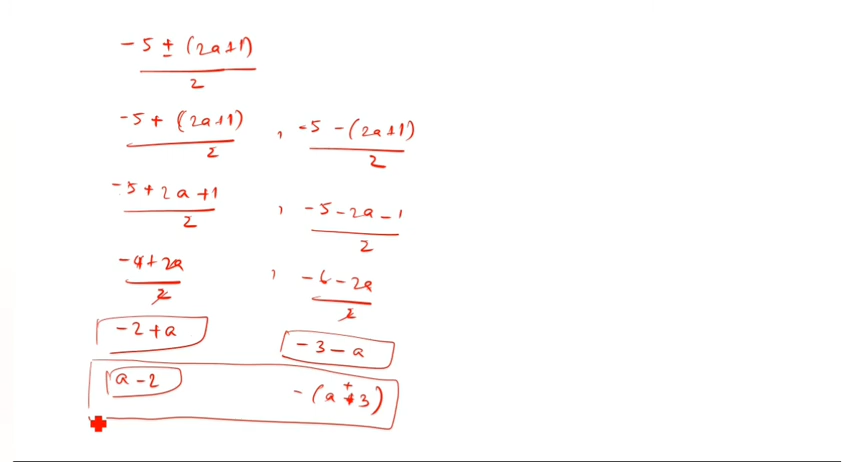 -5 ± (2a+1) / 2
-5 + (2a+1) / 2 , -5 - (2a+1) / 2
-5 + 2a + 1 / 2 , -5 - 2a - 1 / 2
-4 + 2a / 2 , -6 - 2a / 2
-2 + a
-3 - a
a - 2
-(a + 3)